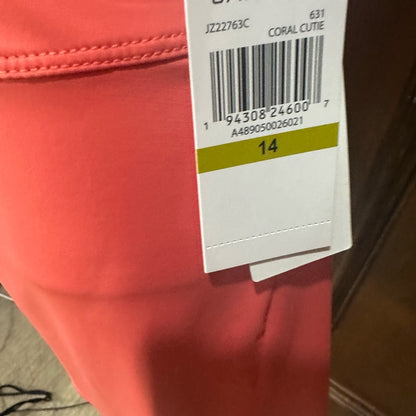 JZ22763C 631
CORAL CUTIE
1 94308 24600 7
A489050026021
14